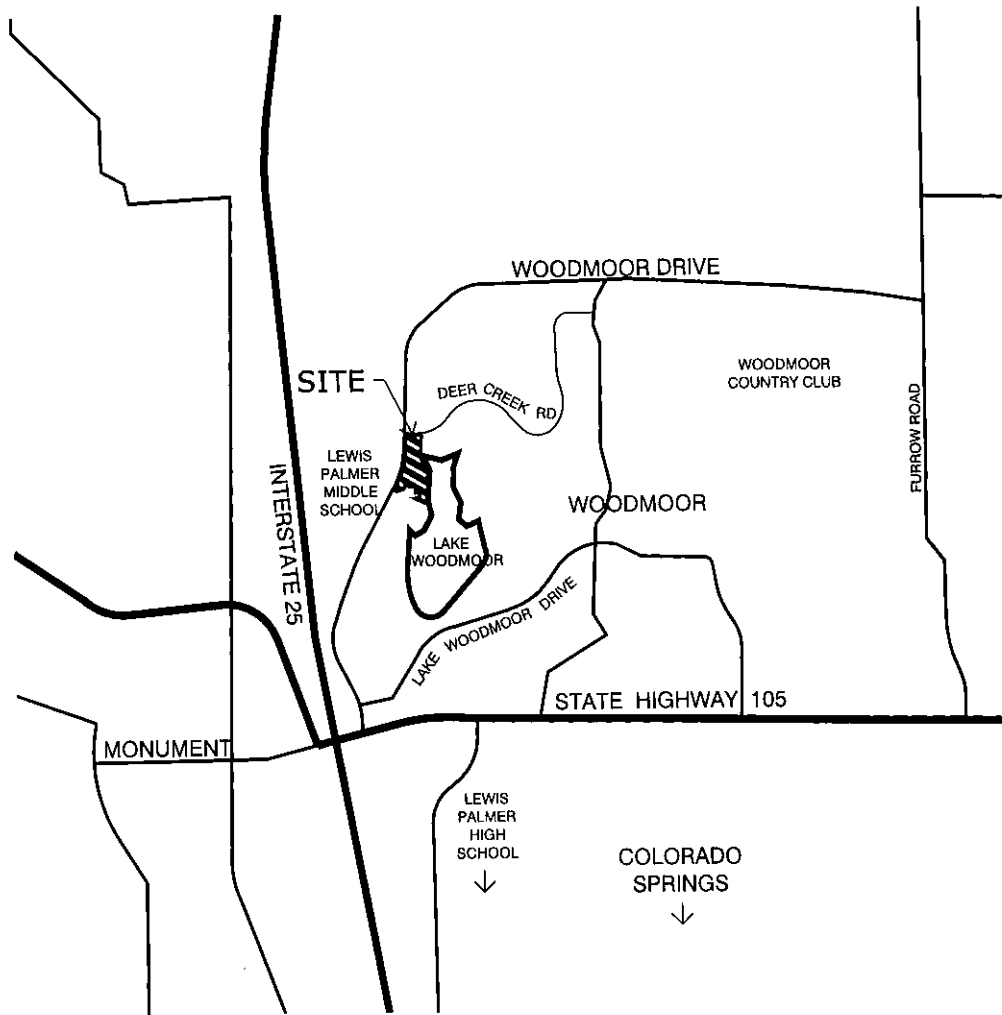 WOODMOOR DRIVE
SITE
DEER CREEK RD
WOODMOOR
COUNTRY CLUB
FURROW ROAD
LEWIS
PALMER
MIDDLE
SCHOOL
INTERSTATE 25
WOODMOOR
LAKE
WOODMOOR
LAKE WOODMOOR DRIVE
STATE HIGHWAY 105
MONUMENT
LEWIS
PALMER
HIGH
SCHOOL
COLORADO
SPRINGS